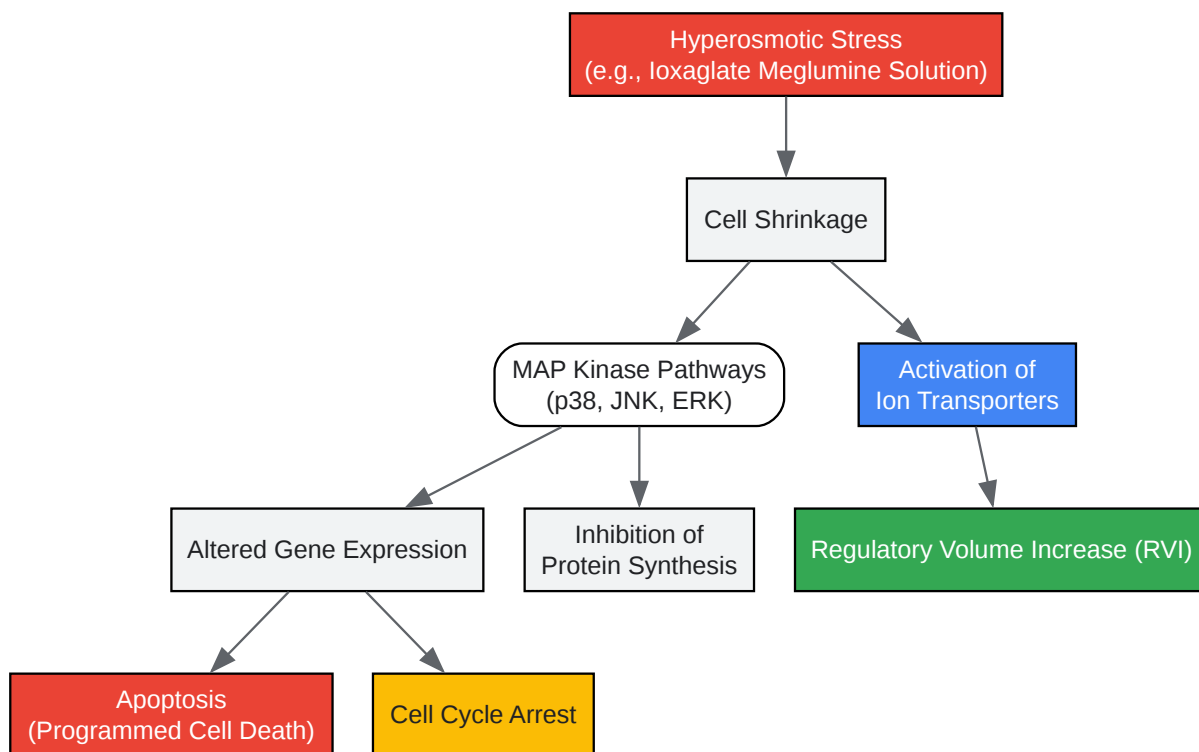 Hyperosmotic Stress
(e.g., Ioxaglate Meglumine Solution)
Cell Shrinkage
MAP Kinase Pathways
(p38, JNK, ERK)
Activation of
Ion Transporters
Altered Gene Expression
Inhibition of
Protein Synthesis
Regulatory Volume Increase (RVI)
Apoptosis
(Programmed Cell Death)
Cell Cycle Arrest